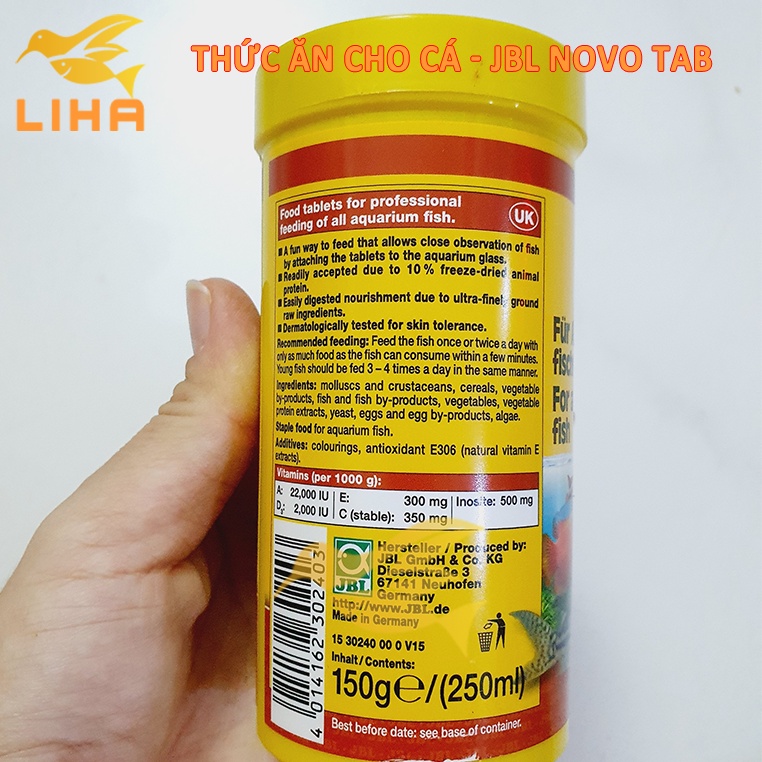 LIHA
THỨC ĂN CHO CÁ - JBL NOVO TAB
Food tablets for professional
feeding of all aquarium fish.
UK
■ A fun way to feed that allows close observation of fish
by attaching the tablets to the aquarium glass.
■ Readily accepted due to 10 % freeze-dried animal
protein.
■ Easily digested nourishment due to ultra-finely ground
raw ingredients.
■ Dermatologically tested for skin tolerance.
Recommended feeding: Feed the fish once or twice a day with
only as much food as the fish can consume within a few minutes.
Young fish should be fed 3 – 4 times a day in the same manner.
Ingredients: molluscs and crustaceans, cereals, vegetable
by-products, fish and fish by-products, vegetables, vegetable
protein extracts, yeast, eggs and egg by-products, algae.
Staple food for aquarium fish.
Additives: colourings, antioxidant E306 (natural vitamin E
extracts).
Vitamins (per 1000 g):
A: 22,000 IU E: 300 mg Inosite: 500 mg
D3: 2,000 IU C (stable): 350 mg
JBL
Hersteller / Produced by:
JBL GmbH & Co. KG
Dieselstraße 3
67141 Neuhofen
Germany
http://www.JBL.de
Made in Germany
15 30240 00 0 V15
Inhalt/Contents:
150g℮/(250ml)
4 014162 302403
Best before date: see base of container.
Für
fisc
For
fish